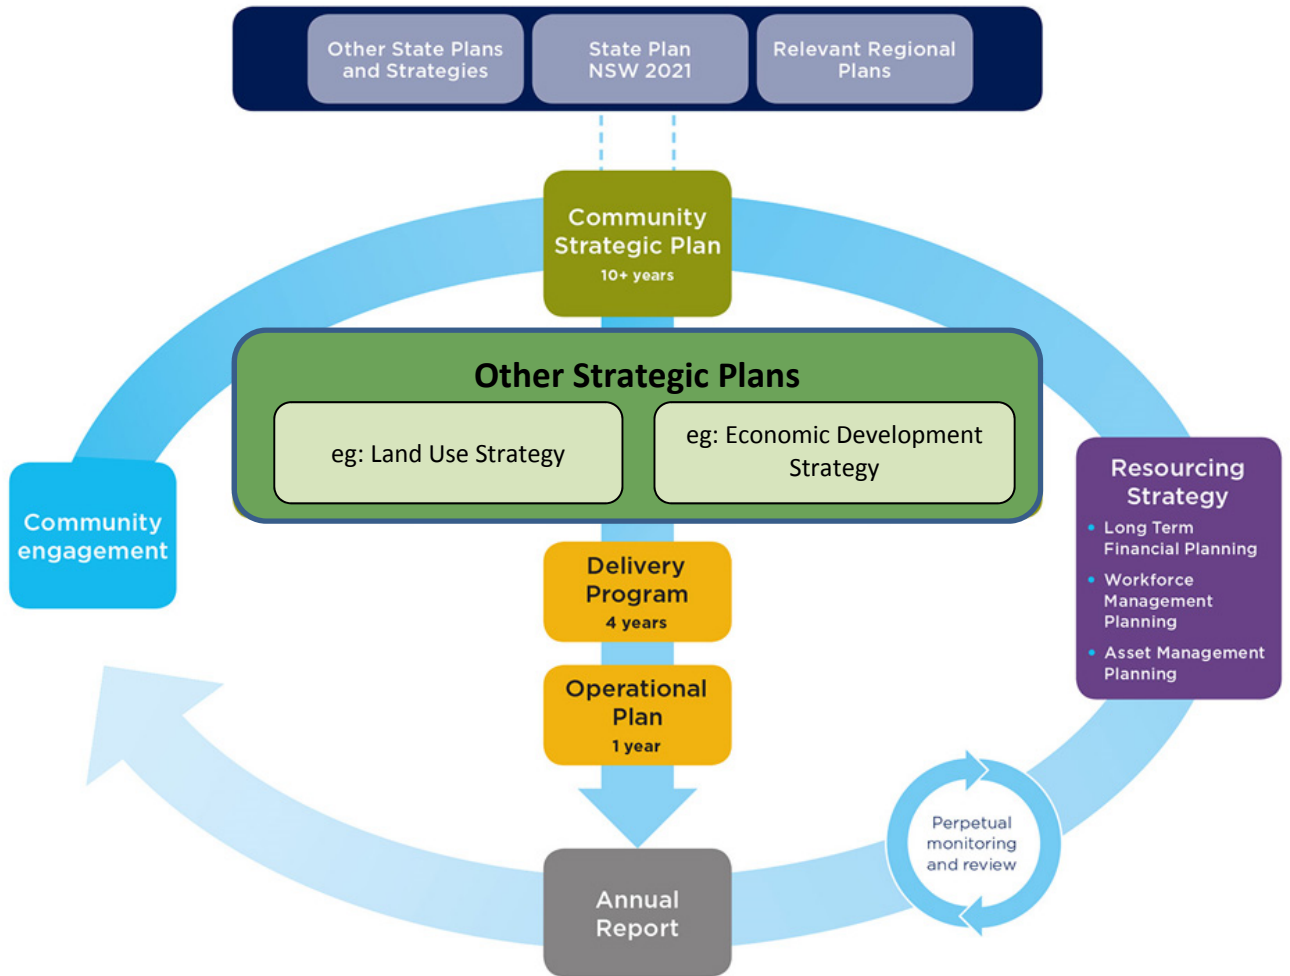 Other State Plans
and Strategies
State Plan
NSW 2021
Relevant Regional
Plans
Community
Strategic Plan
10+ years
Other Strategic Plans
eg: Land Use Strategy
eg: Economic Development
Strategy
Community
engagement
Resourcing
Strategy
• Long Term
Financial Planning
• Workforce
Management
Planning
• Asset Management
Planning
Delivery
Program
4 years
Operational
Plan
1 year
Perpetual
monitoring
and review
Annual
Report